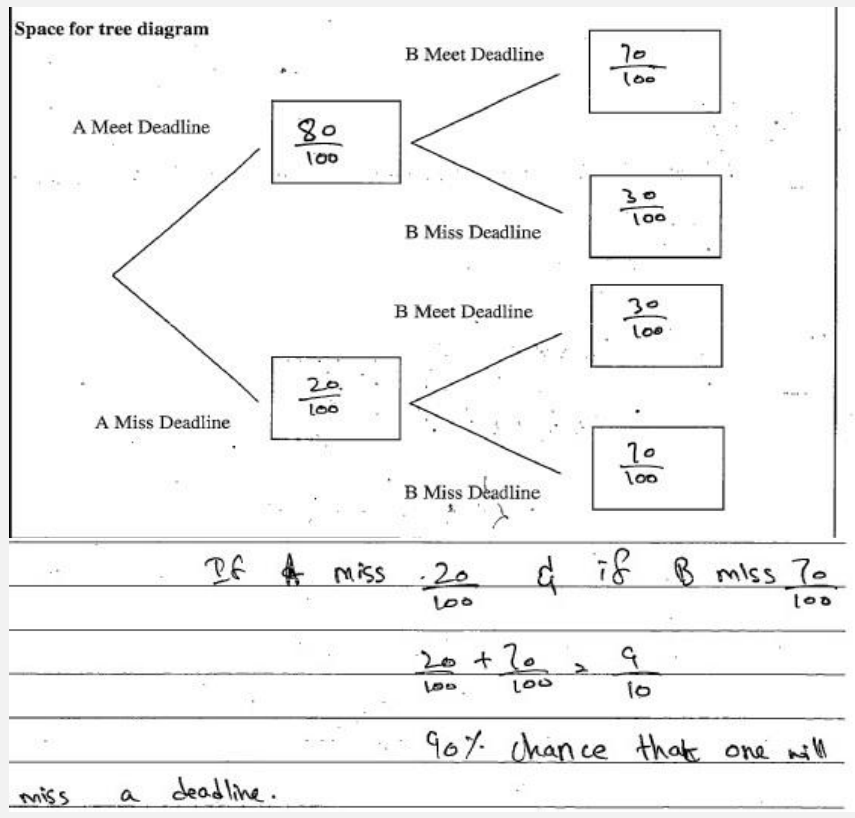 Space for tree diagram
B Meet Deadline
70/100
A Meet Deadline
80/100
30/100
B Miss Deadline
B Meet Deadline
30/100
20/100
A Miss Deadline
70/100
B Miss Deadline
If A miss 20/100 & if B miss 70/100
20/100 + 70/100 = 9/10
90% chance that one will
miss a deadline.